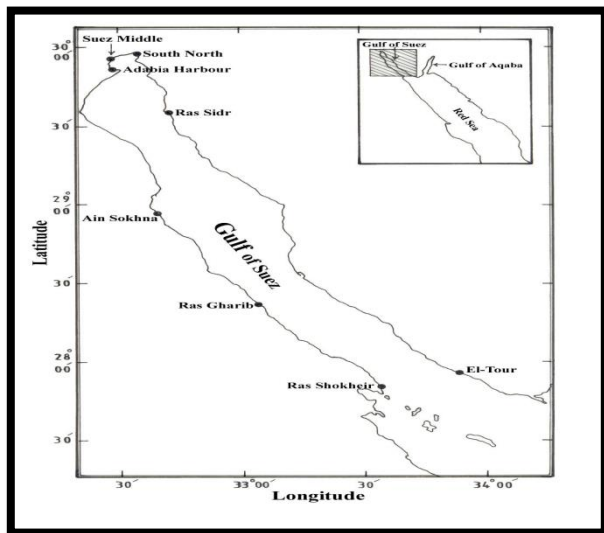 Suez Middle
South North
Adabia Harbour
Ras Sidr
Ain Sokhna
Gulf of Suez
Ras Gharib
Ras Shokheir
El-Tour
Gulf of Suez
Gulf of Aqaba
Red Sea
Latitude
30°
00′
30′
29°
00′
30′
28°
00′
30′
30′
33°00′
30′
34°00′
Longitude